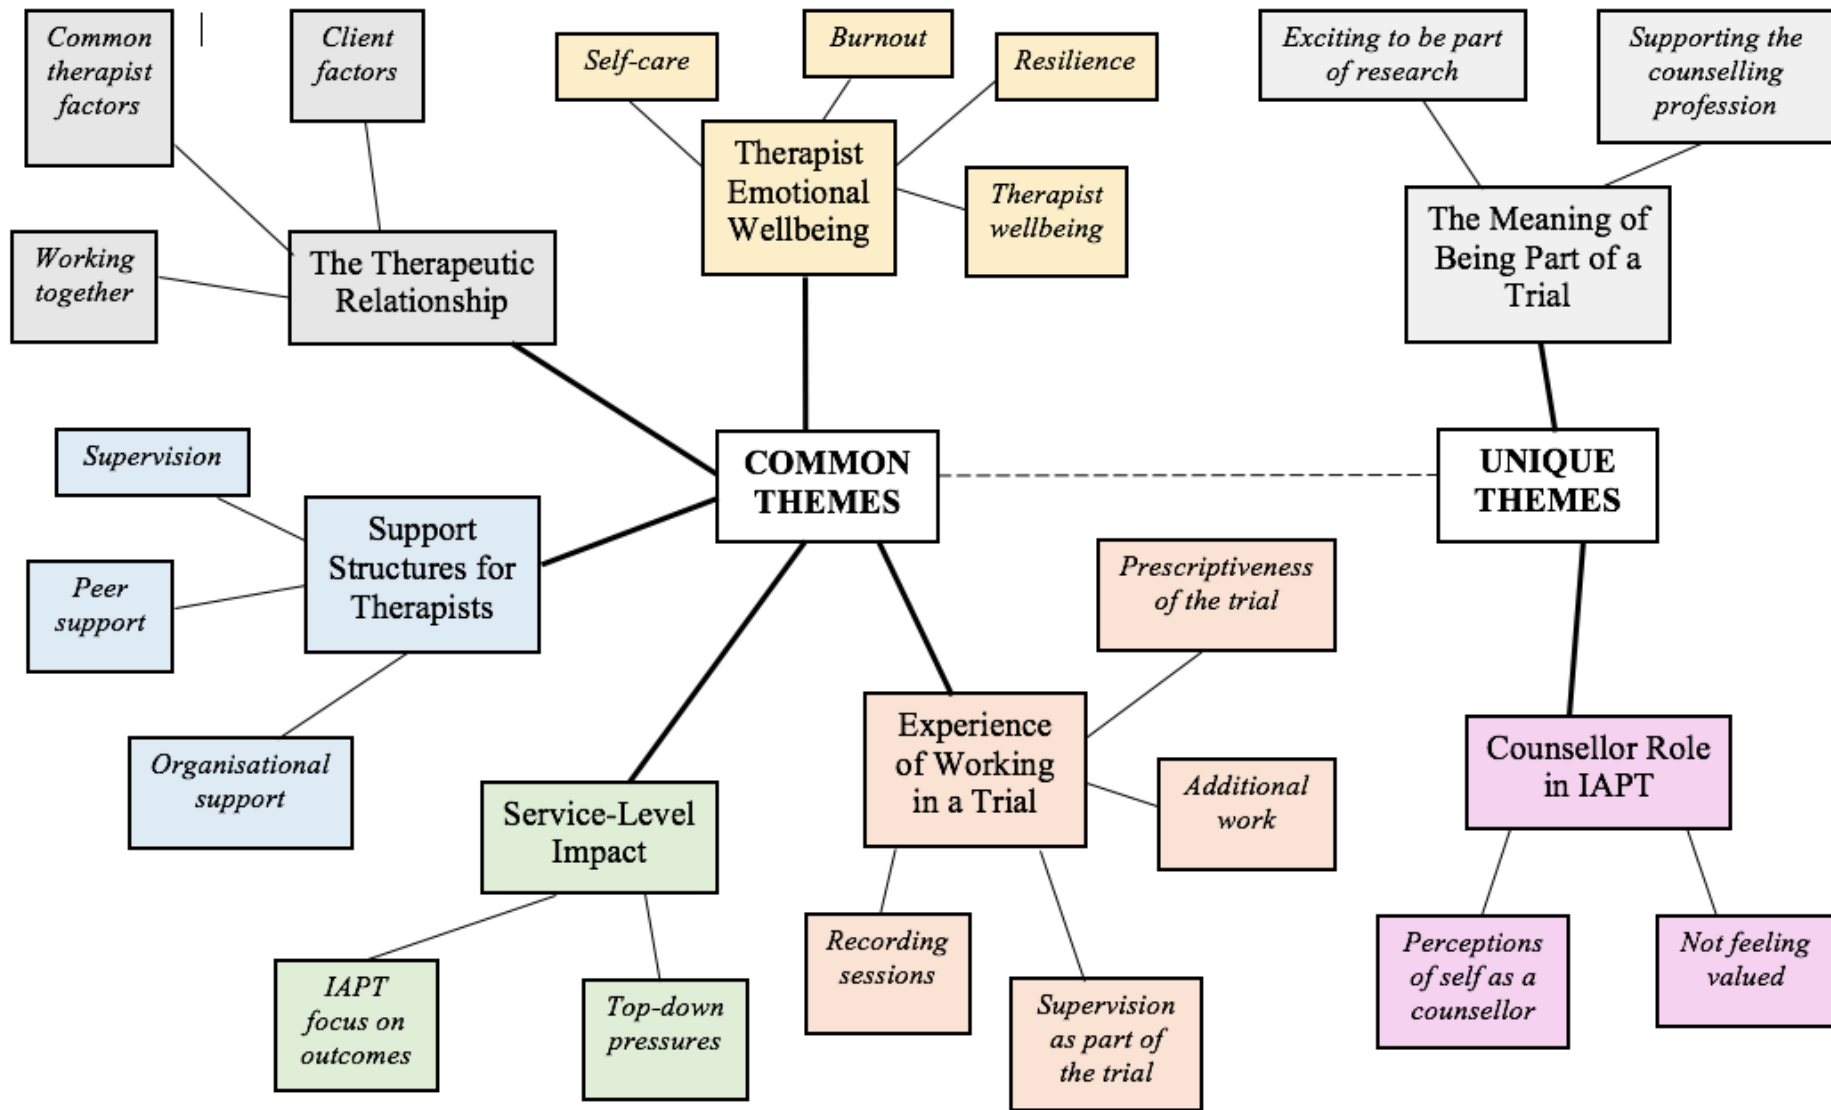 Common
therapist
factors
Client
factors
Self-care
Burnout
Resilience
Exciting to be part
of research
Supporting the
counselling
profession
Therapist
Emotional
Wellbeing
Therapist
wellbeing
The Meaning of
Being Part of a
Trial
Working
together
The Therapeutic
Relationship
Supervision
COMMON
THEMES
UNIQUE
THEMES
Support
Structures for
Therapists
Peer
support
Prescriptiveness
of the trial
Organisational
support
Experience
of Working
in a Trial
Additional
work
Counsellor Role
in IAPT
Service-Level
Impact
Recording
sessions
Perceptions
of self as a
counsellor
Not feeling
valued
IAPT
focus on
outcomes
Top-down
pressures
Supervision
as part of
the trial